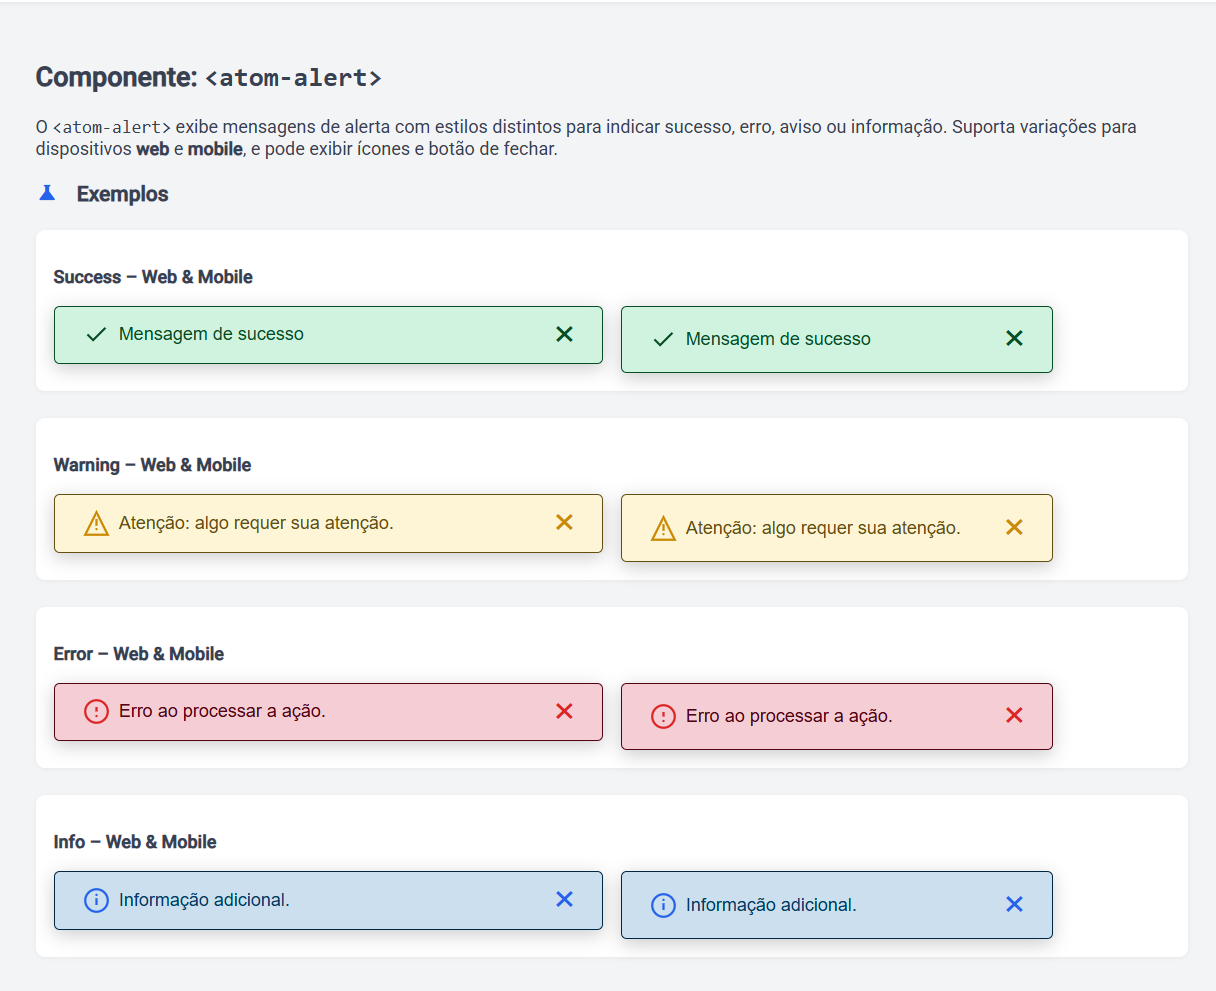 Componente: <atom-alert>
O <atom-alert> exibe mensagens de alerta com estilos distintos para indicar sucesso, erro, aviso ou informação. Suporta variações para
dispositivos web e mobile, e pode exibir ícones e botão de fechar.
Exemplos
Success – Web & Mobile
Mensagem de sucesso
Mensagem de sucesso
Warning – Web & Mobile
Atenção: algo requer sua atenção.
Atenção: algo requer sua atenção.
Error – Web & Mobile
Erro ao processar a ação.
Erro ao processar a ação.
Info – Web & Mobile
Informação adicional.
Informação adicional.